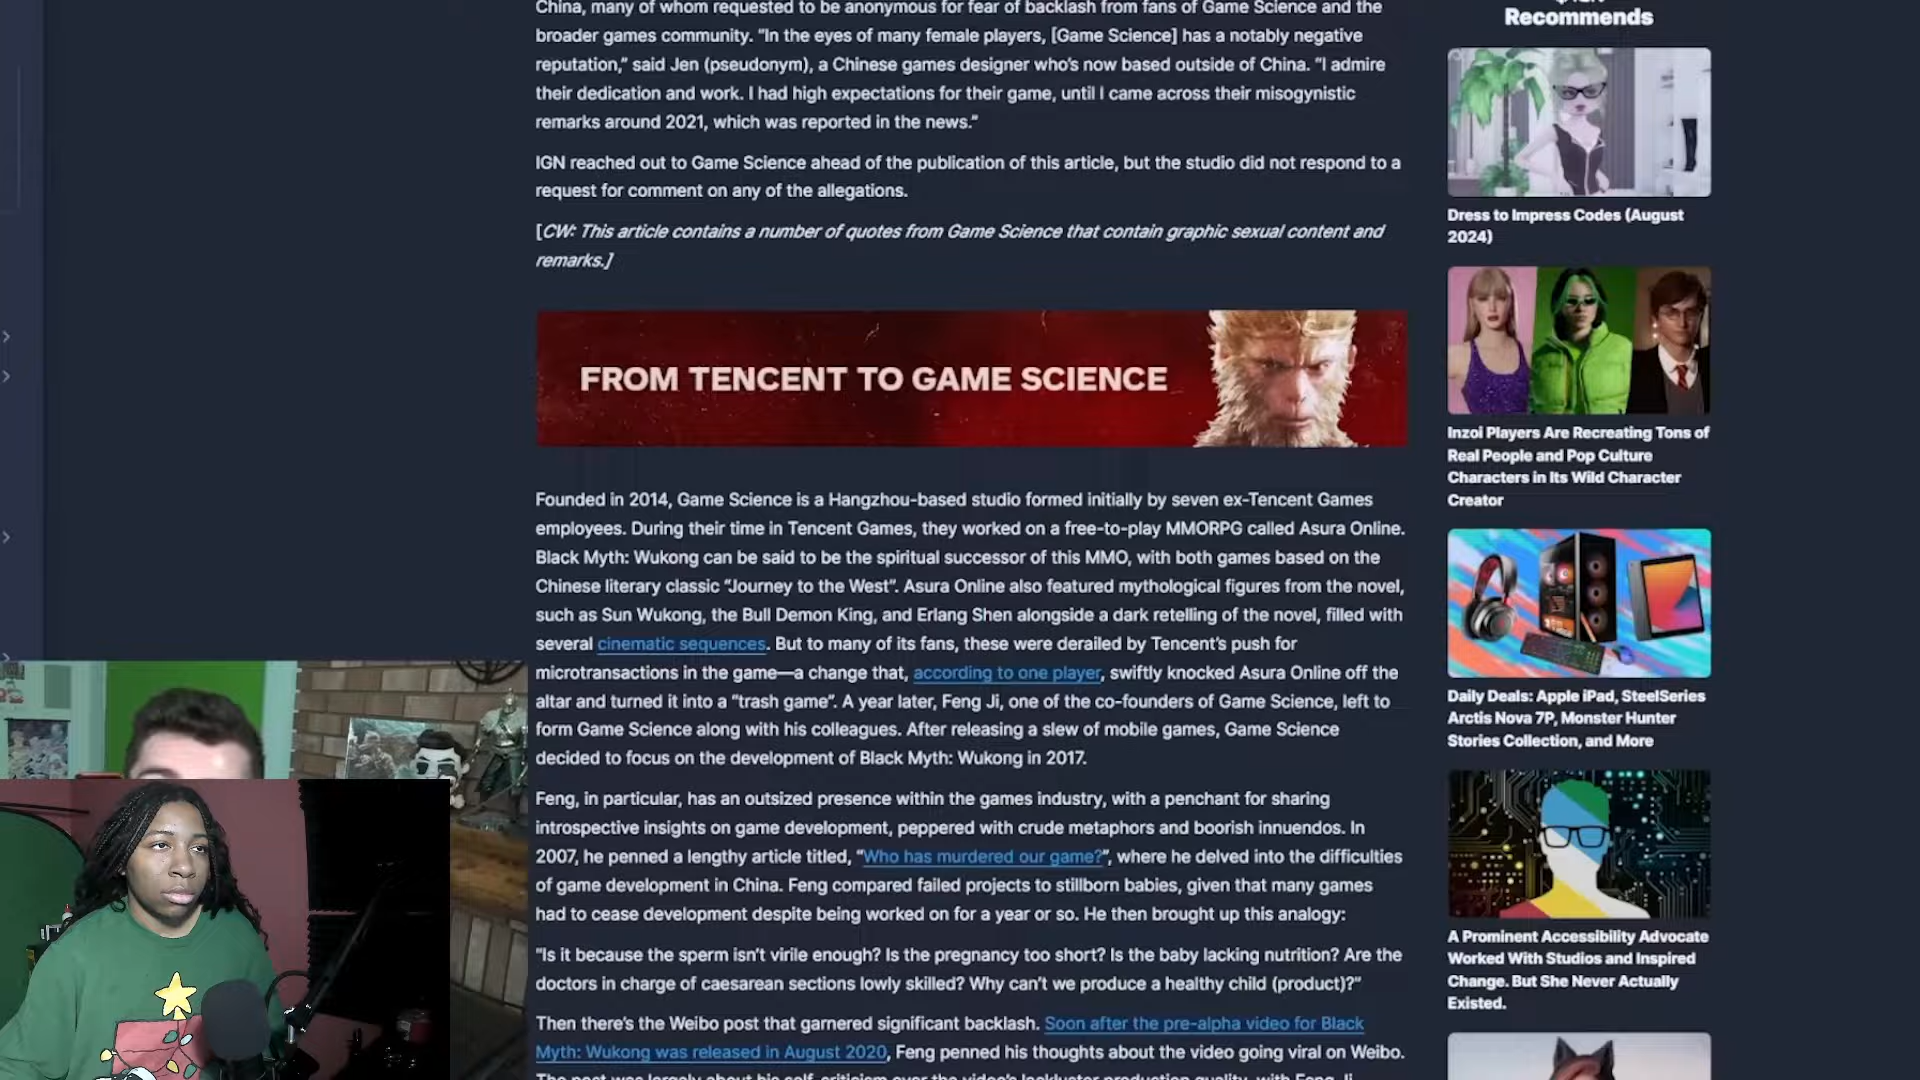 China, many of whom requested to be anonymous for fear of backlash from fans of Game Science and the
broader games community. “In the eyes of many female players, [Game Science] has a notably negative
reputation,” said Jen (pseudonym), a Chinese games designer who’s now based outside of China. “I admire
their dedication and work. I had high expectations for their game, until I came across their misogynistic
remarks around 2021, which was reported in the news.”
IGN reached out to Game Science ahead of the publication of this article, but the studio did not respond to a
request for comment on any of the allegations.
[CW: This article contains a number of quotes from Game Science that contain graphic sexual content and
remarks.]
FROM TENCENT TO GAME SCIENCE
Founded in 2014, Game Science is a Hangzhou-based studio formed initially by seven ex-Tencent Games
employees. During their time in Tencent Games, they worked on a free-to-play MMORPG called Asura Online.
Black Myth: Wukong can be said to be the spiritual successor of this MMO, with both games based on the
Chinese literary classic “Journey to the West”. Asura Online also featured mythological figures from the novel,
such as Sun Wukong, the Bull Demon King, and Erlang Shen alongside a dark retelling of the novel, filled with
several cinematic sequences. But to many of its fans, these were derailed by Tencent’s push for
microtransactions in the game—a change that, according to one player, swiftly knocked Asura Online off the
altar and turned it into a “trash game”. A year later, Feng Ji, one of the co-founders of Game Science, left to
form Game Science along with his colleagues. After releasing a slew of mobile games, Game Science
decided to focus on the development of Black Myth: Wukong in 2017.
Feng, in particular, has an outsized presence within the games industry, with a penchant for sharing
introspective insights on game development, peppered with crude metaphors and boorish innuendos. In
2007, he penned a lengthy article titled, “Who has murdered our game?”, where he delved into the difficulties
of game development in China. Feng compared failed projects to stillborn babies, given that many games
had to cease development despite being worked on for a year or so. He then brought up this analogy:
“Is it because the sperm isn’t virile enough? Is the pregnancy too short? Is the baby lacking nutrition? Are the
doctors in charge of caesarean sections lowly skilled? Why can’t we produce a healthy child (product)?”
Then there’s the Weibo post that garnered significant backlash. Soon after the pre-alpha video for Black
Myth: Wukong was released in August 2020, Feng penned his thoughts about the video going viral on Weibo.
Recommends
Dress to Impress Codes (August
2024)
Inzoi Players Are Recreating Tons of
Real People and Pop Culture
Characters in Its Wild Character
Creator
Daily Deals: Apple iPad, SteelSeries
Arctis Nova 7P, Monster Hunter
Stories Collection, and More
A Prominent Accessibility Advocate
Worked With Studios and Inspired
Change. But She Never Actually
Existed.